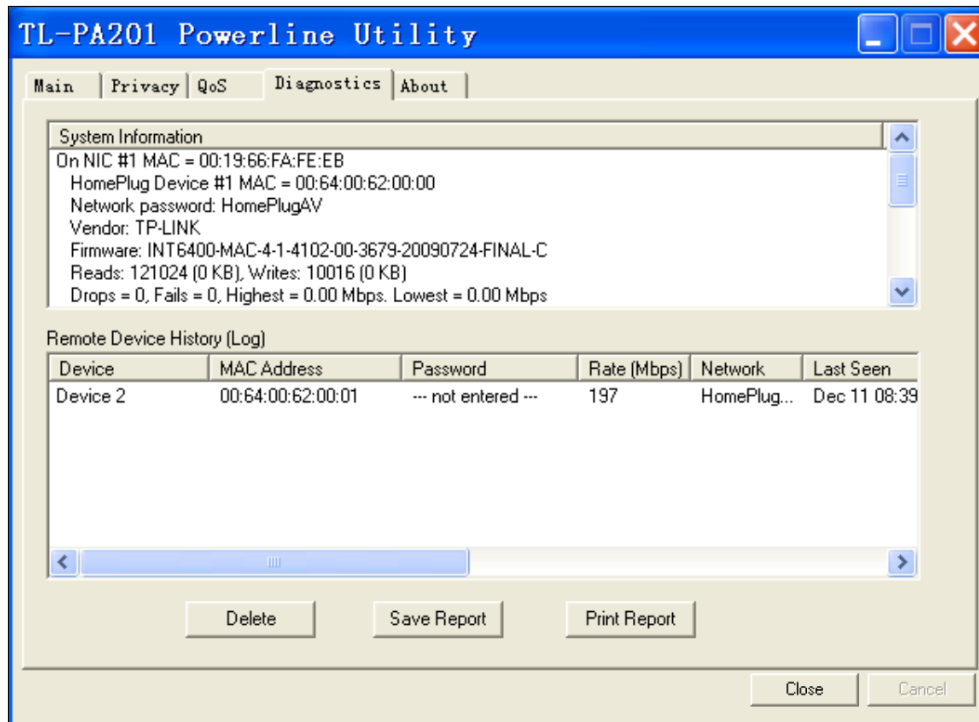 TL-PA201 Powerline Utility
Main Privacy QoS Diagnostics About
System Information
On NIC #1 MAC = 00:19:66:FA:FE:EB
HomePlug Device #1 MAC = 00:64:00:62:00:00
Network password: HomePlugAV
Vendor: TP-LINK
Firmware: INT6400-MAC-4-1-4102-00-3679-20090724-FINAL-C
Reads: 121024 (0 KB), Writes: 10016 (0 KB)
Drops = 0, Fails = 0, Highest = 0.00 Mbps. Lowest = 0.00 Mbps
Remote Device History (Log)
Device MAC Address Password Rate (Mbps) Network Last Seen
Device 2 00:64:00:62:00:01 --- not entered --- 197 HomePlug... Dec 11 08:39
Delete Save Report Print Report
Close Cancel